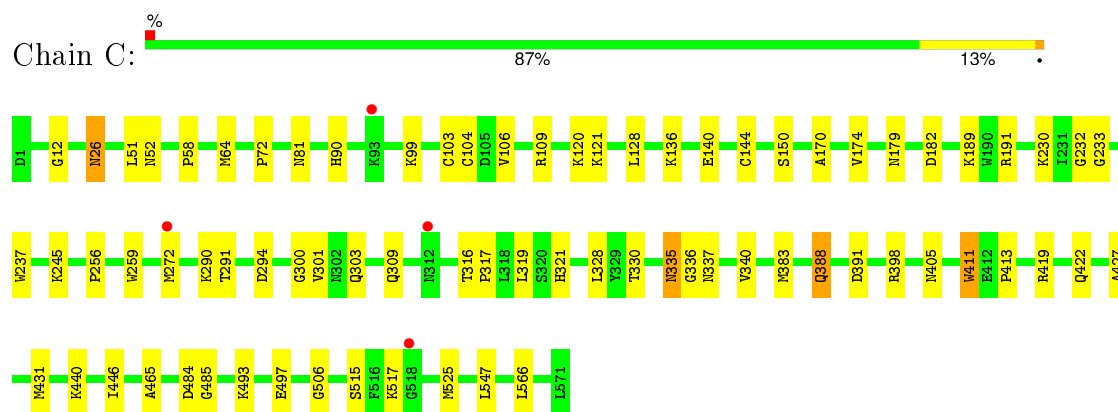 %
Chain C:
87%
13%
•
D1 G12 N26 L51 N52 P58 M64 P72 N81 H90 K93 K99 C103 C104 D105 V106 R109 K120 K121 L128 K136 E140 C144 S150 A170 V174 N179 D182 K189 W190 R191 K230 I231 G232 G233
W237 K245 P256 W259 M272 K290 T291 D294 G300 V301 N302 Q303 Q309 N312 T316 P317 L318 L319 S320 H321 L328 Y329 T330 N335 G336 N337 V340 M383 Q388 D391 R398 N405 W411 E412 P413 R419 Q422 A427
M431 K440 I446 A465 D484 G485 K493 E497 G506 S515 F516 K517 G518 M525 L547 L566 L571